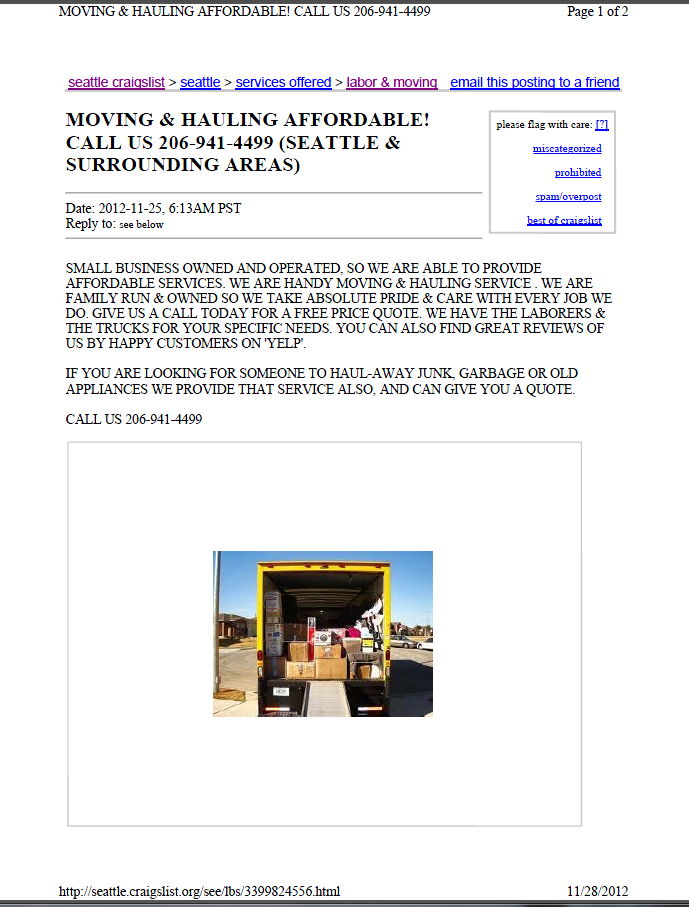 MOVING & HAULING AFFORDABLE! CALL US 206-941-4499 Page 1 of 2
seattle craigslist > seattle > services offered > labor & moving email this posting to a friend
MOVING & HAULING AFFORDABLE!
CALL US 206-941-4499 (SEATTLE &
SURROUNDING AREAS)
please flag with care: [?]
miscategorized
prohibited
spam/overpost
best of craigslist
Date: 2012-11-25, 6:13AM PST
Reply to: see below
SMALL BUSINESS OWNED AND OPERATED, SO WE ARE ABLE TO PROVIDE
AFFORDABLE SERVICES. WE ARE HANDY MOVING & HAULING SERVICE . WE ARE
FAMILY RUN & OWNED SO WE TAKE ABSOLUTE PRIDE & CARE WITH EVERY JOB WE
DO. GIVE US A CALL TODAY FOR A FREE PRICE QUOTE. WE HAVE THE LABORERS &
THE TRUCKS FOR YOUR SPECIFIC NEEDS. YOU CAN ALSO FIND GREAT REVIEWS OF
US BY HAPPY CUSTOMERS ON 'YELP'.
IF YOU ARE LOOKING FOR SOMEONE TO HAUL-AWAY JUNK, GARBAGE OR OLD
APPLIANCES WE PROVIDE THAT SERVICE ALSO, AND CAN GIVE YOU A QUOTE.
CALL US 206-941-4499
http://seattle.craigslist.org/see/lbs/3399824556.html 11/28/2012